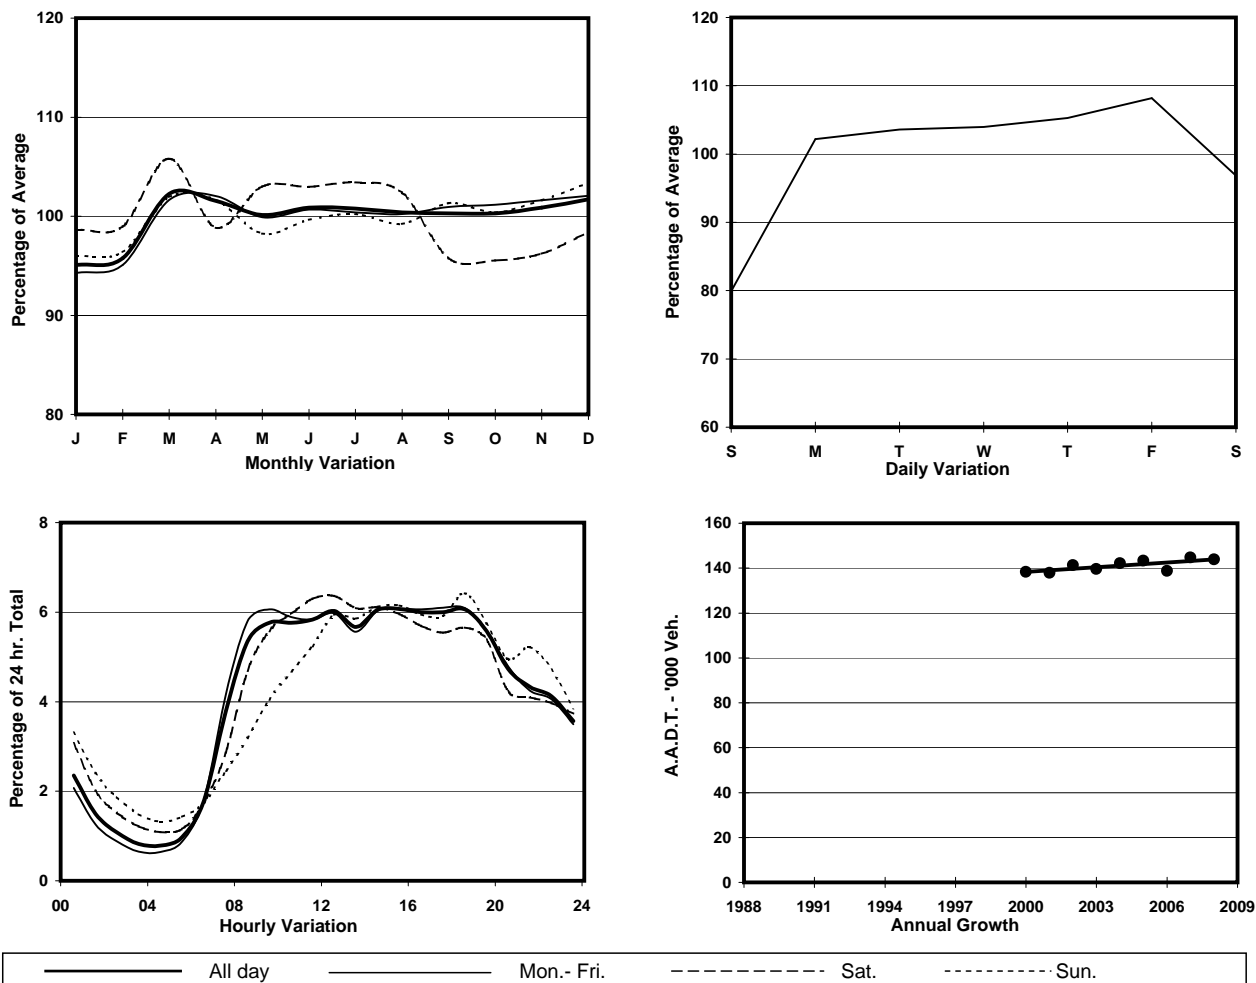 120
110
100
90
80
Percentage of Average
J F M A M J J A S O N D
Monthly Variation
120
110
100
90
80
70
60
Percentage of Average
S M T W T F S
Daily Variation
8
6
4
2
0
Percentage of 24 hr. Total
00 04 08 12 16 20 24
Hourly Variation
160
140
120
100
80
60
40
20
0
A.A.D.T. - '000 Veh.
1988 1991 1994 1997 2000 2003 2006 2009
Annual Growth
All day Mon.- Fri. Sat. Sun.